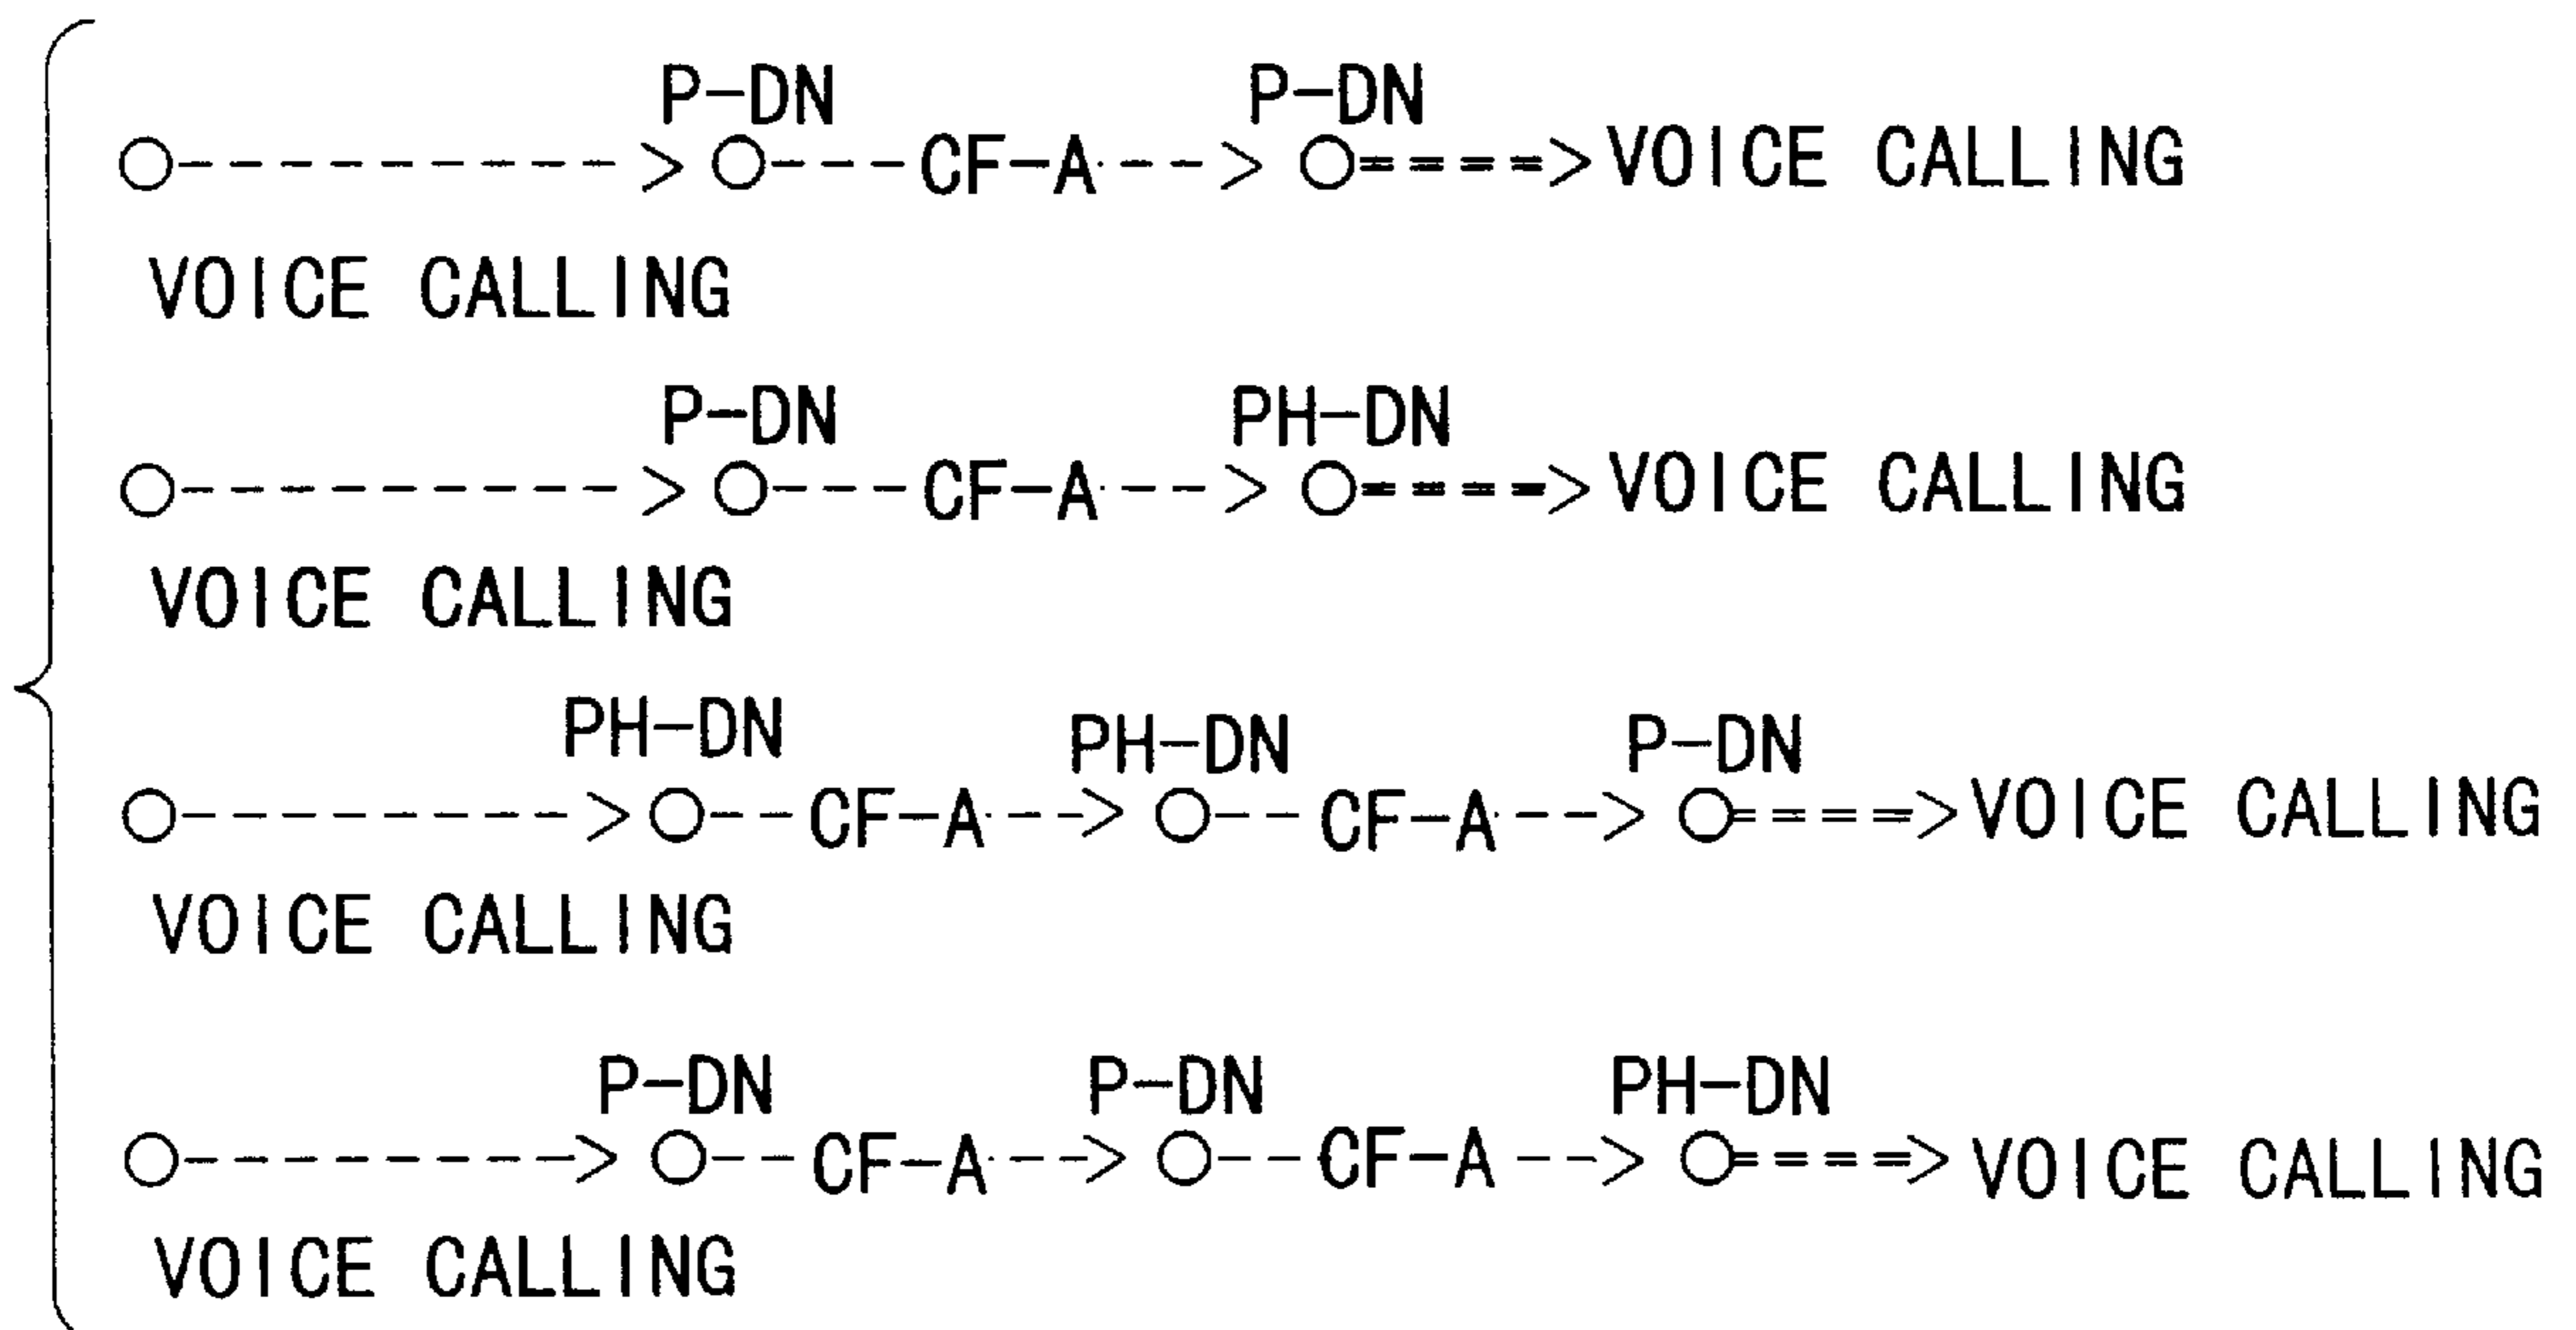 P-DN P-DN
CF-A VOICE CALLING
VOICE CALLING
P-DN PH-DN
CF-A VOICE CALLING
VOICE CALLING
PH-DN PH-DN P-DN
CF-A CF-A VOICE CALLING
VOICE CALLING
P-DN P-DN PH-DN
CF-A CF-A VOICE CALLING
VOICE CALLING